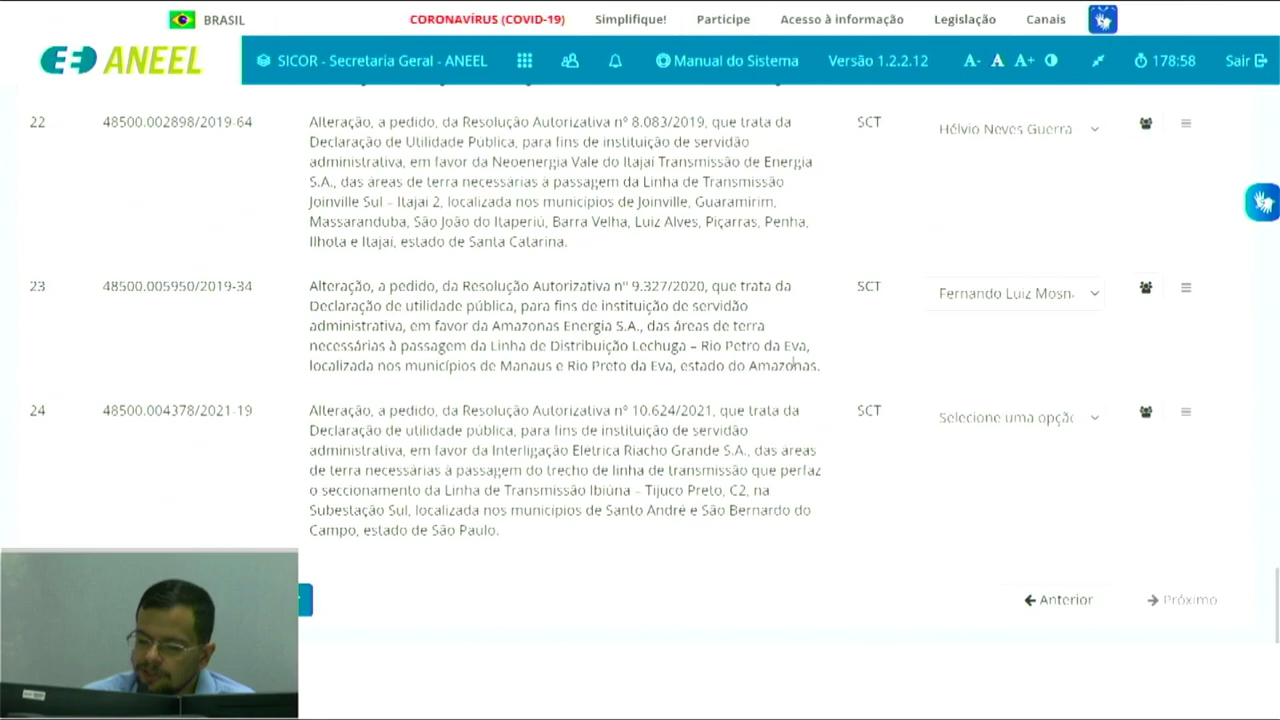 BRASIL
CORONAVÍRUS (COVID-19)
Simplifique!
Participe
Acesso à informação
Legislação
Canais
ANEEL
SICOR - Secretaria Geral - ANEEL
Manual do Sistema
Versão 1.2.2.12
A-
A
A+
178:58
Sair
22
48500.002898/2019-64
Alteração, a pedido, da Resolução Autorizativa nº 8.083/2019, que trata da
Declaração de Utilidade Pública, para fins de instituição de servidão
administrativa, em favor da Neoenergia Vale do Itajaí Transmissão de Energia
S.A., das áreas de terra necessárias à passagem da Linha de Transmissão
Joinville Sul – Itajaí 2, localizada nos municípios de Joinville, Guaramirim,
Massaranduba, São João do Itaperiú, Barra Velha, Luiz Alves, Piçarras, Penha,
Ilhota e Itajaí, estado de Santa Catarina.
SCT
Hélvio Neves Guerra
23
48500.005950/2019-34
Alteração, a pedido, da Resolução Autorizativa nº 9.327/2020, que trata da
Declaração de utilidade pública, para fins de instituição de servidão
administrativa, em favor da Amazonas Energia S.A., das áreas de terra
necessárias à passagem da Linha de Distribuição Lechuga – Rio Petro da Eva,
localizada nos municípios de Manaus e Rio Preto da Eva, estado do Amazonas.
SCT
Fernando Luiz Mosn
24
48500.004378/2021-19
Alteração, a pedido, da Resolução Autorizativa nº 10.624/2021, que trata da
Declaração de utilidade pública, para fins de instituição de servidão
administrativa, em favor da Interligação Elétrica Riacho Grande S.A., das áreas
de terra necessárias à passagem do trecho de linha de transmissão que perfaz
o seccionamento da Linha de Transmissão Ibiúna – Tijuco Preto, C2, na
Subestação Sul, localizada nos municípios de Santo André e São Bernardo do
Campo, estado de São Paulo.
SCT
Selecione uma opçã
Anterior
Próximo